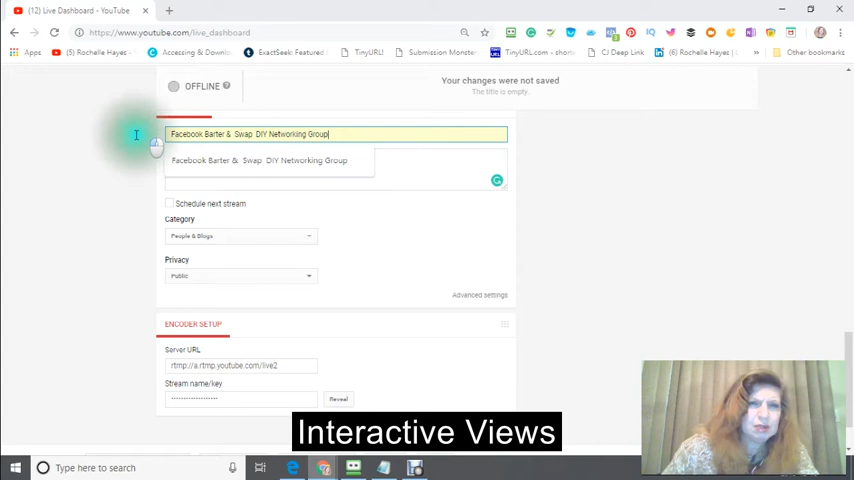 (12) Live Dashboard - YouTube
https://www.youtube.com/live_dashboard
Apps (5) Rochelle Hayes Accessing & Downlo ExactSeek: Featured TINY! Submission Monster TinyURL.com - short CJ Deep Link (6) Rochelle Hayes Other bookmarks
OFFLINE
Your changes were not saved
The title is empty.
Facebook Barter & Swap DIY Networking Group
Facebook Barter & Swap DIY Networking Group
Schedule next stream
Category
People & Blogs
Privacy
Public
Advanced settings
ENCODER SETUP
Server URL
rtmp://a.rtmp.youtube.com/live2
Stream name/key
Reveal
Interactive Views
Type here to search